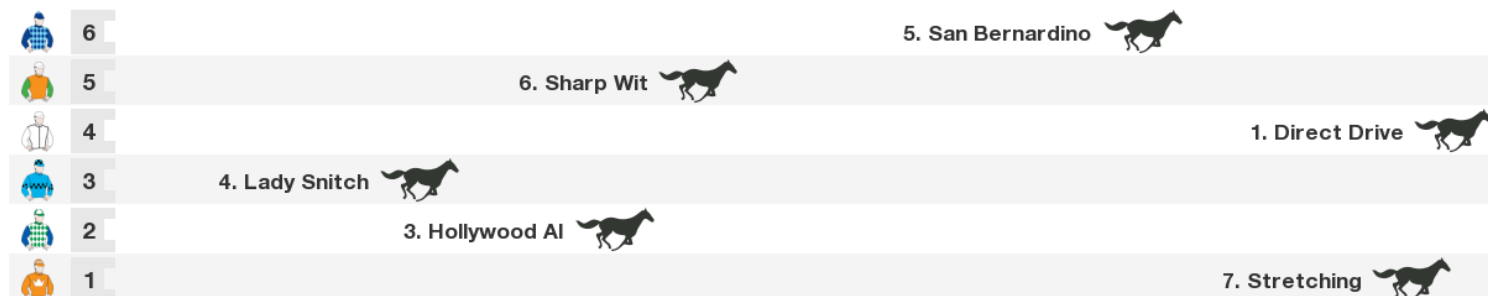 6 5. San Bernardino
5 6. Sharp Wit
4 1. Direct Drive
3 4. Lady Snitch
2 3. Hollywood Al
1 7. Stretching